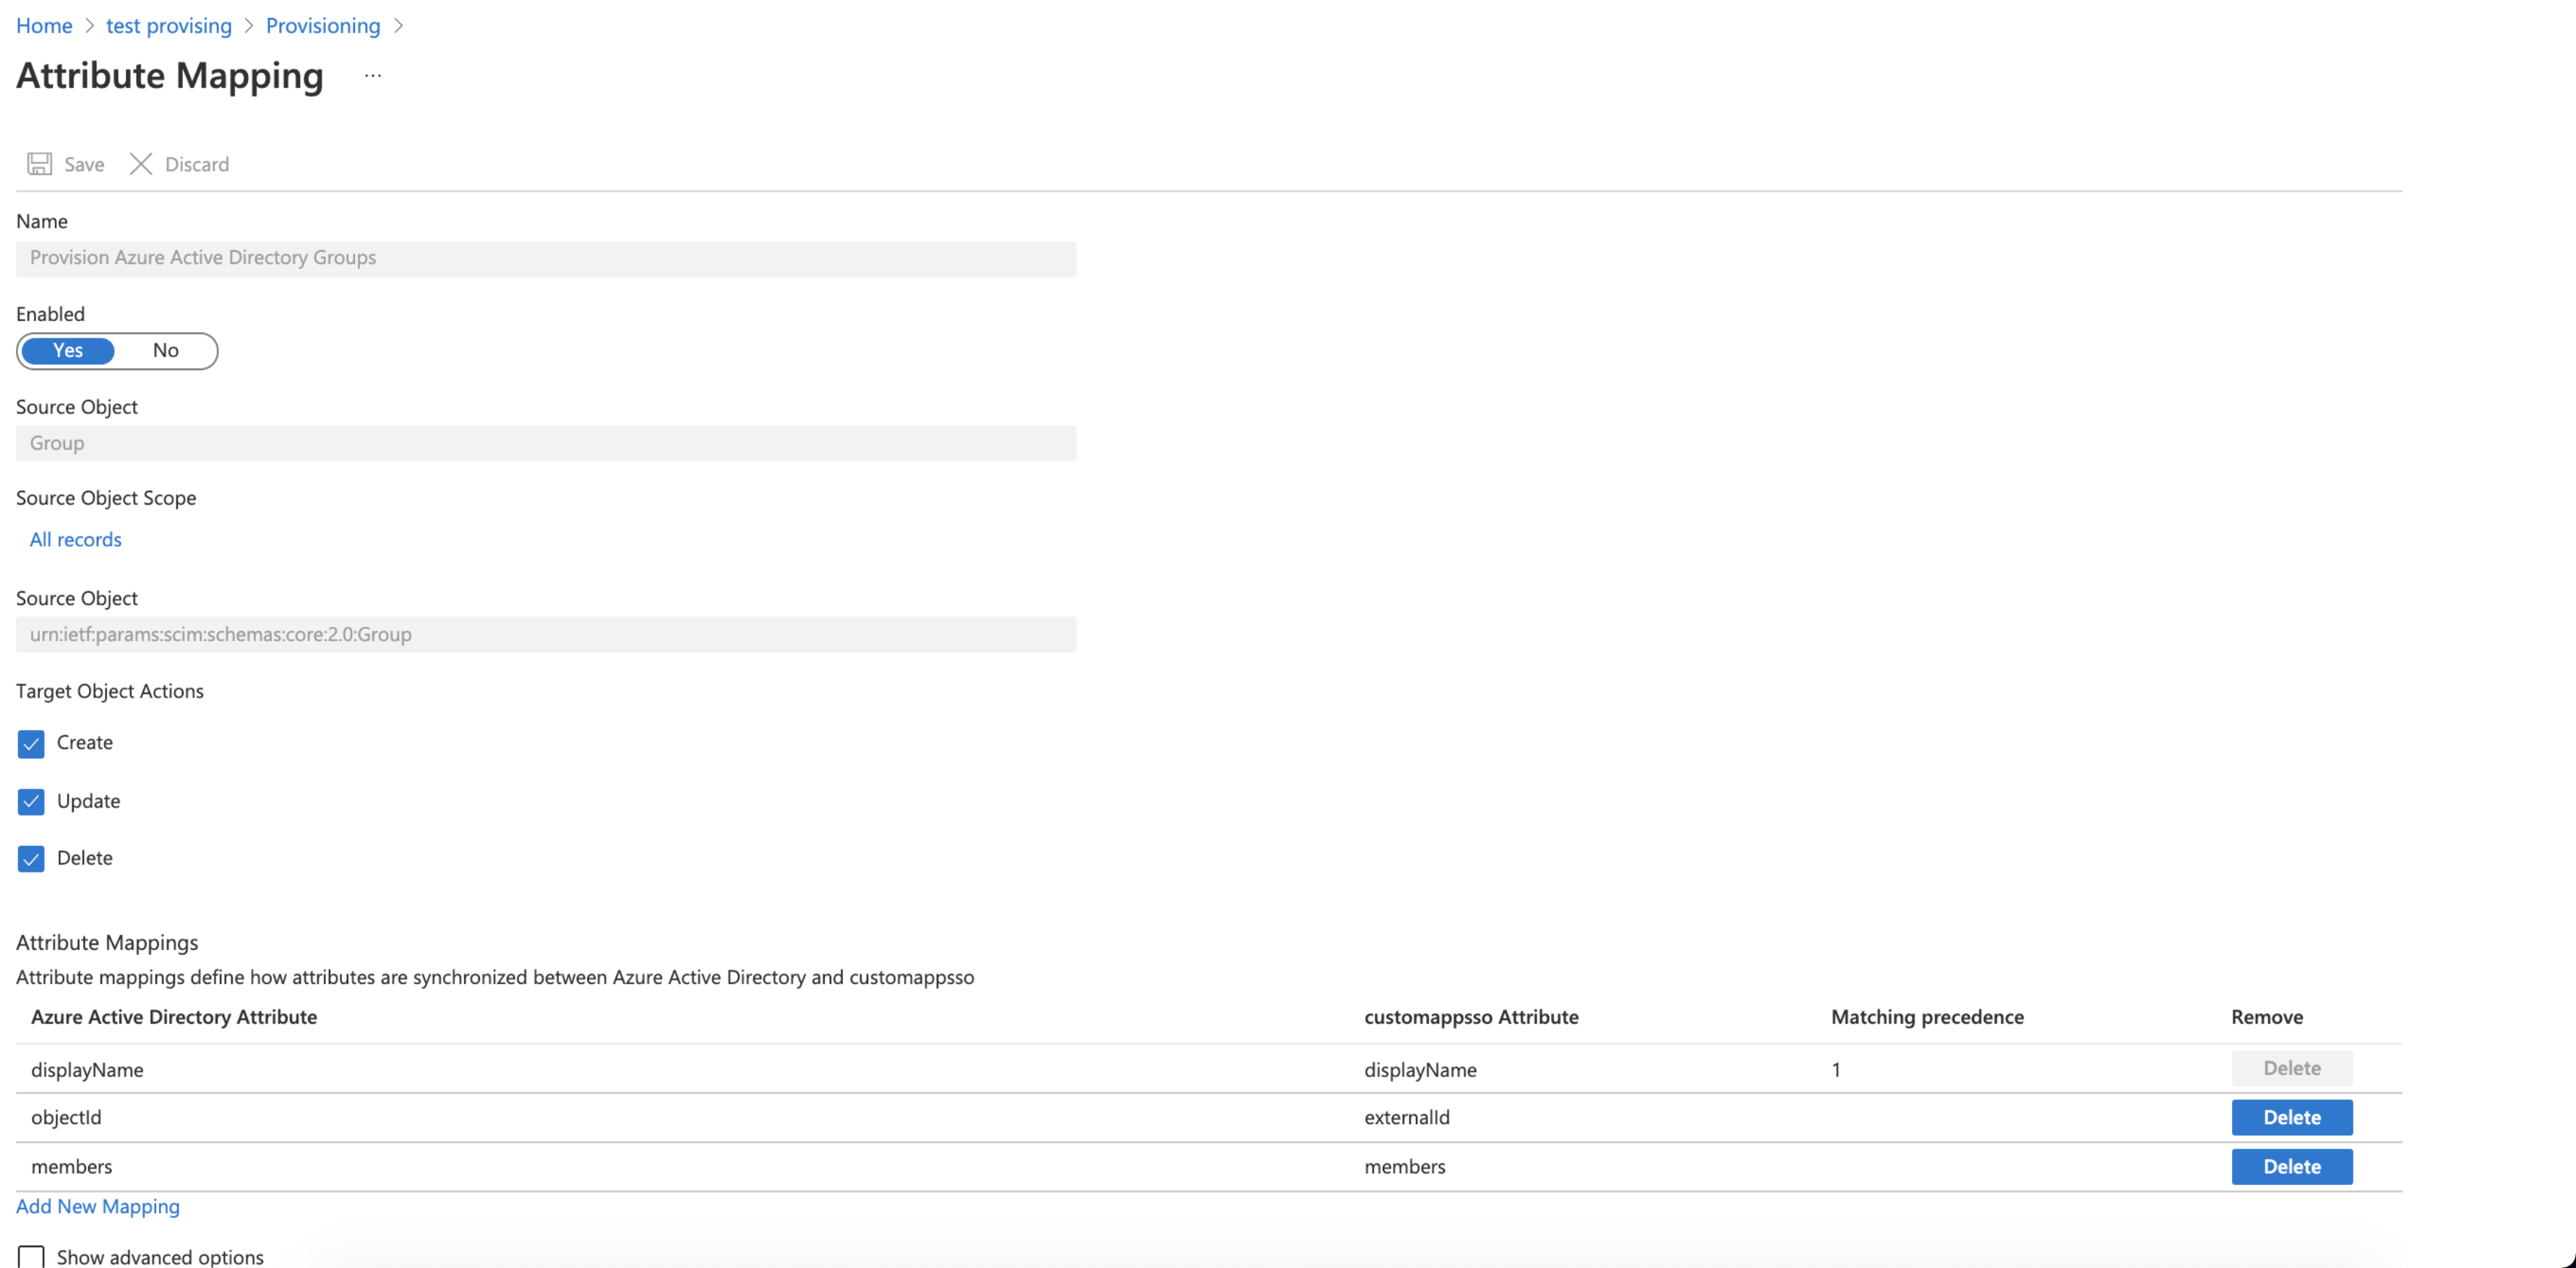 Home > test provising > Provisioning >
Attribute Mapping ...
Save Discard
Name
Provision Azure Active Directory Groups
Enabled
Yes No
Source Object
Group
Source Object Scope
All records
Source Object
urn:ietf:params:scim:schemas:core:2.0:Group
Target Object Actions
Create
Update
Delete
Attribute Mappings
Attribute mappings define how attributes are synchronized between Azure Active Directory and customappsso
Azure Active Directory Attribute customappsso Attribute Matching precedence Remove
displayName displayName 1 Delete
objectId externalId Delete
members members Delete
Add New Mapping
Show advanced options